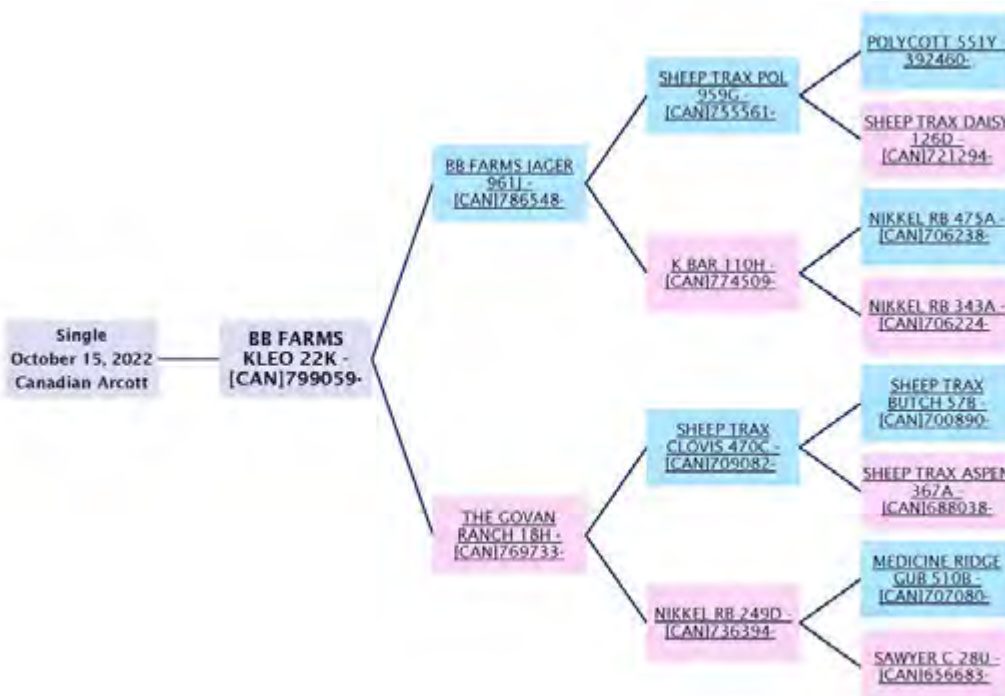 Single
October 15, 2022
Canadian Arcott
BB FARMS
KLEO 22K -
[CAN]799059-
BB FARMS JAGER
961J -
[CAN]786548-
THE GOVAN
RANCH 18H -
[CAN]769733-
SHEEP TRAX POL
959G -
[CAN]755561-
K BAR 110H -
[CAN]774509-
SHEEP TRAX
CLOVIS 470C -
[CAN]709082-
NIKKEL RB 249D -
[CAN]736394-
POLYCOTT 551Y -
392460-
SHEEP TRAX DAISY
126D -
[CAN]721294-
NIKKEL RB 475A -
[CAN]706238-
NIKKEL RB 343A -
[CAN]706224-
SHEEP TRAX
BUTCH 57B -
[CAN]700890-
SHEEP TRAX ASPEN
367A -
[CAN]688038-
MEDICINE RIDGE
GUB 510B -
[CAN]707080-
SAWYER C 28U -
[CAN]656683-